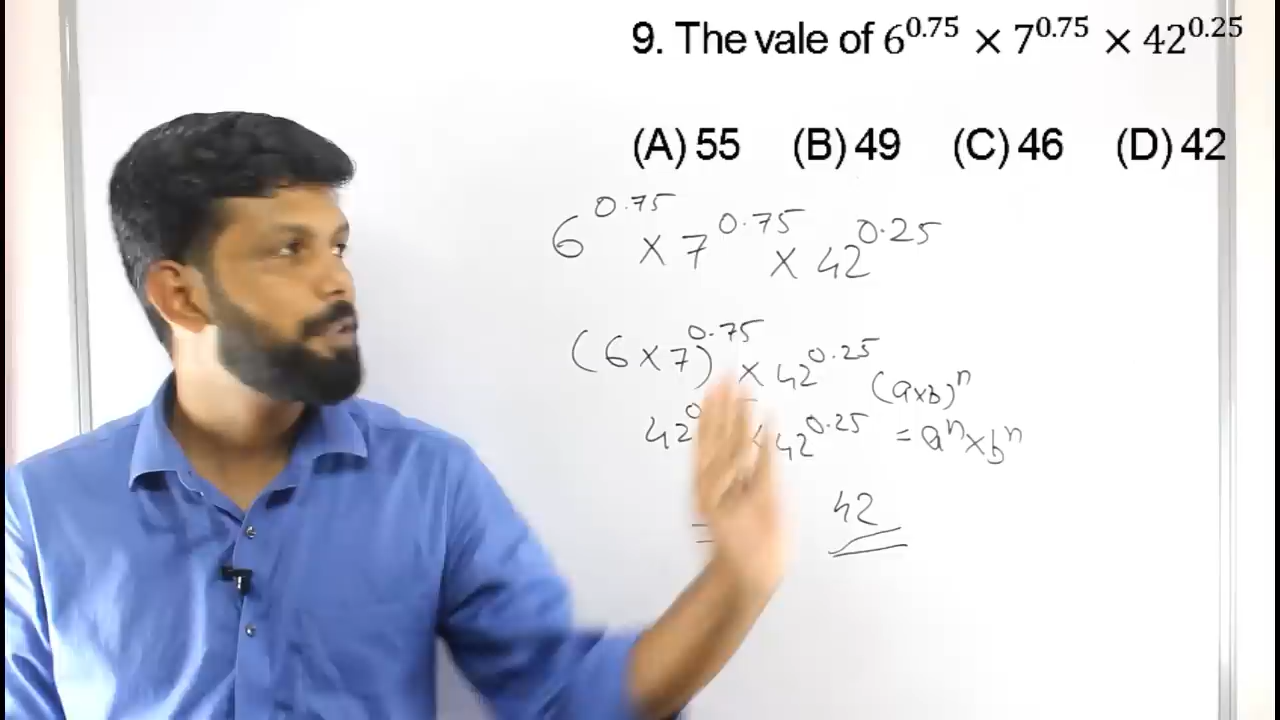 9. The vale of 6^0.75 × 7^0.75 × 42^0.25
(A) 55 (B) 49 (C) 46 (D) 42
6^0.75 × 7^0.75 × 42^0.25
(6 × 7)^0.75 × 42^0.25
(a×b)^n
42 42^0.25 = a^n × b^n
= 42